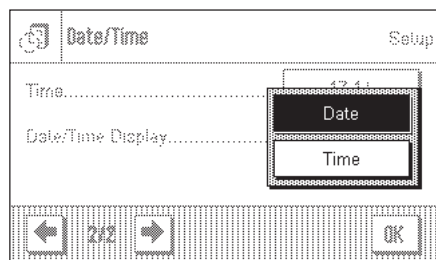 Date/Time Setup
Time..............................
Date
Date/Time Display..............
Time
2/2 OK